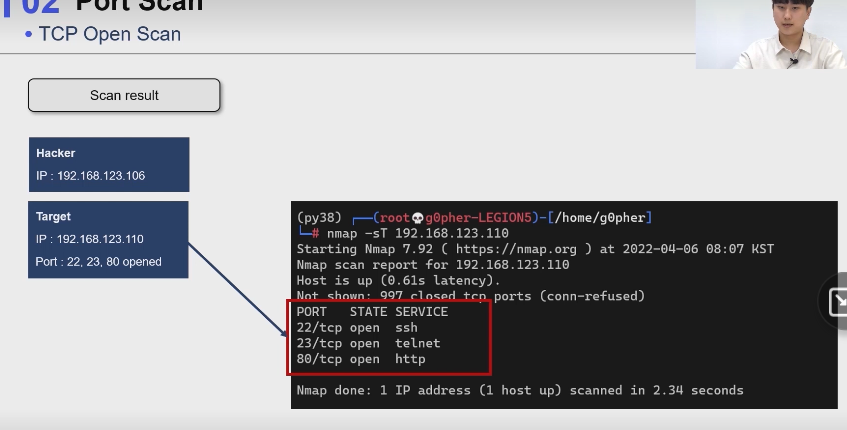 02 Port Scan
• TCP Open Scan
Scan result
Hacker
IP : 192.168.123.106
Target
IP : 192.168.123.110
Port : 22, 23, 80 opened
(py38) ┌──(root💀g0pher-LEGION5)-[/home/g0pher]
└─# nmap -sT 192.168.123.110
Starting Nmap 7.92 ( https://nmap.org ) at 2022-04-06 08:07 KST
Nmap scan report for 192.168.123.110
Host is up (0.61s latency).
Not shown: 997 closed tcp ports (conn-refused)
PORT   STATE SERVICE
22/tcp open  ssh
23/tcp open  telnet
80/tcp open  http
Nmap done: 1 IP address (1 host up) scanned in 2.34 seconds